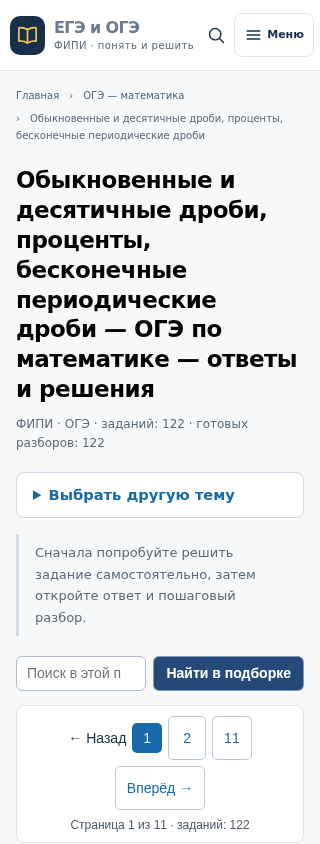 ЕГЭ и ОГЭ
ФИПИ · понять и решить
Меню
Главная › ОГЭ — математика
› Обыкновенные и десятичные дроби, проценты,
бесконечные периодические дроби
Обыкновенные и
десятичные дроби,
проценты,
бесконечные
периодические
дроби — ОГЭ по
математике — ответы
и решения
ФИПИ · ОГЭ · заданий: 122 · готовых
разборов: 122
Выбрать другую тему
Сначала попробуйте решить
задание самостоятельно, затем
откройте ответ и пошаговый
разбор.
Поиск в этой п
Найти в подборке
← Назад 1 2 11
Вперёд →
Страница 1 из 11 · заданий: 122